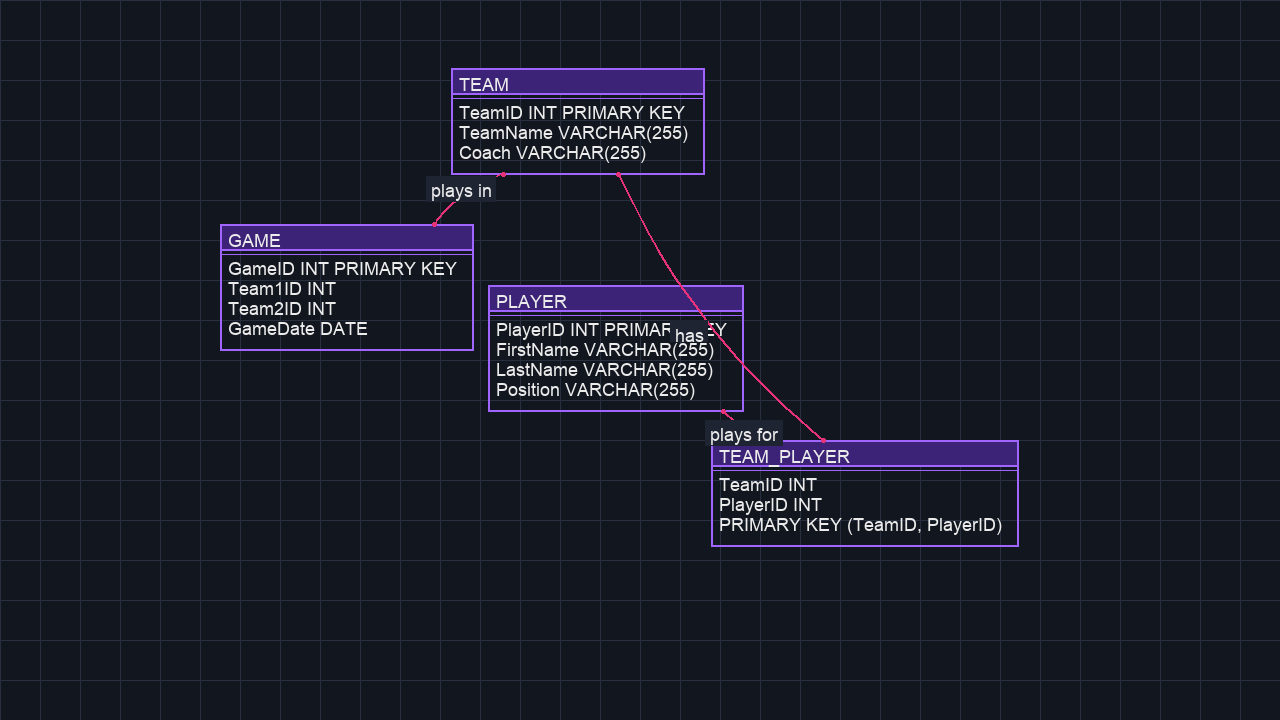 TEAM
TeamID INT PRIMARY KEY
TeamName VARCHAR(255)
Coach VARCHAR(255)
plays in
GAME
GameID INT PRIMARY KEY
Team1ID INT
Team2ID INT
GameDate DATE
PLAYER
PlayerID INT PRIMAR EY
has
FirstName VARCHAR(255)
LastName VARCHAR(255)
Position VARCHAR(255)
plays for
TEAM_PLAYER
TeamID INT
PlayerID INT
PRIMARY KEY (TeamID, PlayerID)